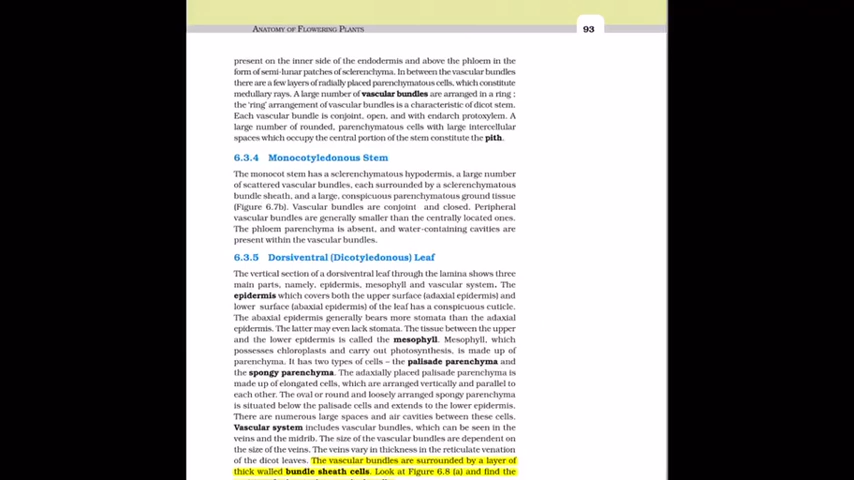 ANATOMY OF FLOWERING PLANTS
93
present on the inner side of the endodermis and above the phloem in the
form of semi-lunar patches of sclerenchyma. In between the vascular bundles
there are a few layers of radially placed parenchymatous cells, which constitute
medullary rays. A large number of vascular bundles are arranged in a ring ;
the 'ring' arrangement of vascular bundles is a characteristic of dicot stem.
Each vascular bundle is conjoint, open, and with endarch protoxylem. A
large number of rounded, parenchymatous cells with large intercellular
spaces which occupy the central portion of the stem constitute the pith.
6.3.4 Monocotyledonous Stem
The monocot stem has a sclerenchymatous hypodermis, a large number
of scattered vascular bundles, each surrounded by a sclerenchymatous
bundle sheath, and a large, conspicuous parenchymatous ground tissue
(Figure 6.7b). Vascular bundles are conjoint and closed. Peripheral
vascular bundles are generally smaller than the centrally located ones.
The phloem parenchyma is absent, and water-containing cavities are
present within the vascular bundles.
6.3.5 Dorsiventral (Dicotyledonous) Leaf
The vertical section of a dorsiventral leaf through the lamina shows three
main parts, namely, epidermis, mesophyll and vascular system. The
epidermis which covers both the upper surface (adaxial epidermis) and
lower surface (abaxial epidermis) of the leaf has a conspicuous cuticle.
The abaxial epidermis generally bears more stomata than the adaxial
epidermis. The latter may even lack stomata. The tissue between the upper
and the lower epidermis is called the mesophyll. Mesophyll, which
possesses chloroplasts and carry out photosynthesis, is made up of
parenchyma. It has two types of cells – the palisade parenchyma and
the spongy parenchyma. The adaxially placed palisade parenchyma is
made up of elongated cells, which are arranged vertically and parallel to
each other. The oval or round and loosely arranged spongy parenchyma
is situated below the palisade cells and extends to the lower epidermis.
There are numerous large spaces and air cavities between these cells.
Vascular system includes vascular bundles, which can be seen in the
veins and the midrib. The size of the vascular bundles are dependent on
the size of the veins. The veins vary in thickness in the reticulate venation
of the dicot leaves. The vascular bundles are surrounded by a layer of
thick walled bundle sheath cells. Look at Figure 6.8 (a) and find the